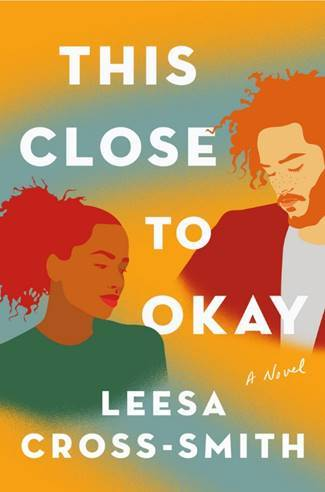 THIS
CLOSE
TO
OKAY
A Novel
LEESA
CROSS-SMITH